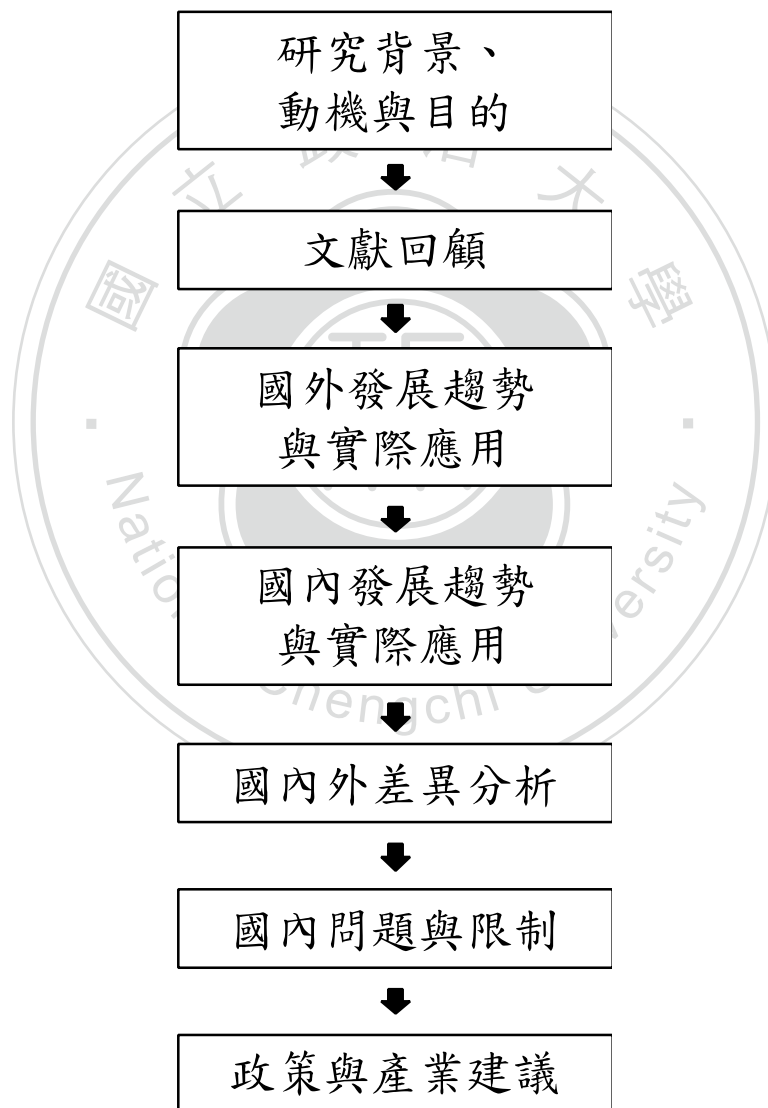 研究背景、
動機與目的
文獻回顧
國外發展趨勢
與實際應用
國內發展趨勢
與實際應用
國內外差異分析
國內問題與限制
政策與產業建議